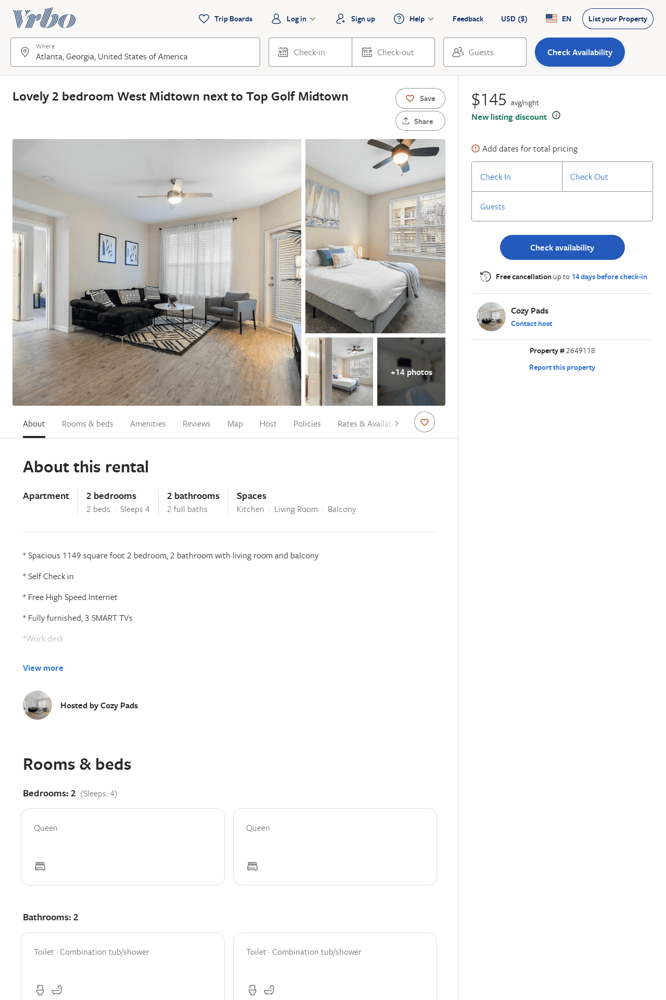 Vrbo
Trip Boards
Log in
Sign up
Help
Feedback
USD ($)
EN
List your Property
Where
Atlanta, Georgia, United States of America
Check-in
Check-out
Guests
Check Availability
Lovely 2 bedroom West Midtown next to Top Golf Midtown
Save
Share
+14 photos
$145 avg/night
New listing discount
Add dates for total pricing
Check In
Check Out
Guests
Check availability
Free cancellation up to 14 days before check-in
Cozy Pads
Contact host
Property # 2649118
Report this property
About
Rooms & beds
Amenities
Reviews
Map
Host
Policies
Rates & Availab
About this rental
Apartment
2 bedrooms
2 beds · Sleeps 4
2 bathrooms
2 full baths
Spaces
Kitchen · Living Room · Balcony
* Spacious 1149 square foot 2 bedroom, 2 bathroom with living room and balcony
* Self Check in
* Free High Speed Internet
* Fully furnished, 3 SMART TVs
*Work desk
View more
Hosted by Cozy Pads
Rooms & beds
Bedrooms: 2 (Sleeps: 4)
Queen
Queen
Bathrooms: 2
Toilet · Combination tub/shower
Toilet · Combination tub/shower